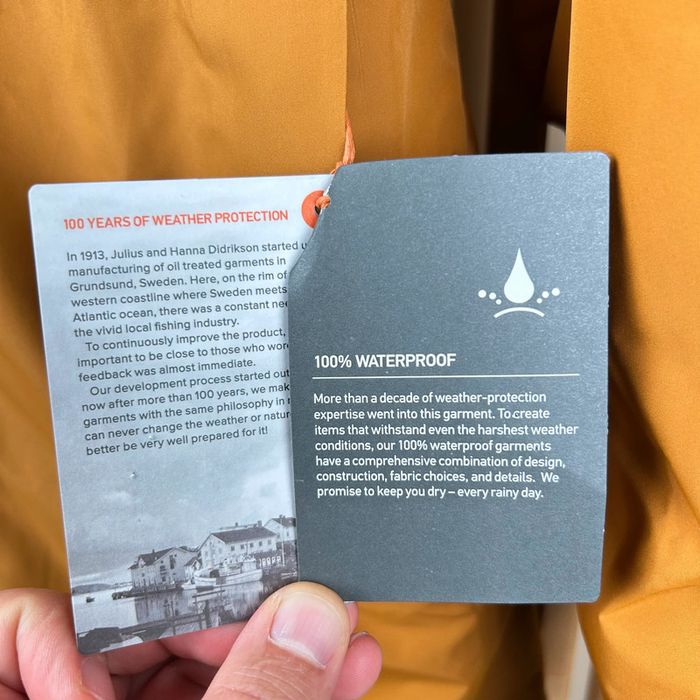 100 YEARS OF WEATHER PROTECTION
In 1913, Julius and Hanna Didrikson started
manufacturing of oil treated garments in
Grundsund, Sweden. Here, on the rim of
western coastline where Sweden meets
Atlantic ocean, there was a constant
the vivid local fishing industry.
To continuously improve the product,
important to be close to those who
feedback was almost immediate.
Our development process started out
now after more than 100 years, we
garments with the same philosophy in
can never change the weather or
better be very well prepared for it!
100% WATERPROOF
More than a decade of weather-protection
expertise went into this garment. To create
items that withstand even the harshest weather
conditions, our 100% waterproof garments
have a comprehensive combination of design,
construction, fabric choices, and details. We
promise to keep you dry – every rainy day.